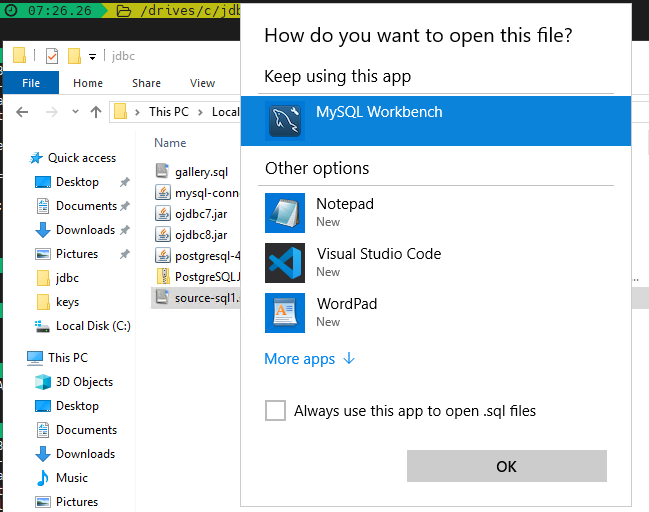 07:26.26 /drives/c/jdb
jdbc
File Home Share View
This PC Local
Name
Quick access
Desktop
Documents
Downloads
Pictures
jdbc
keys
Local Disk (C:)
This PC
3D Objects
Desktop
Documents
Downloads
Music
Pictures
gallery.sql
mysql-conn
ojdbc7.jar
ojdbc8.jar
postgresql-4
PostgreSQLJ
source-sql1.
How do you want to open this file?
Keep using this app
MySQL Workbench
Other options
Notepad
New
Visual Studio Code
New
WordPad
New
More apps
Always use this app to open .sql files
OK